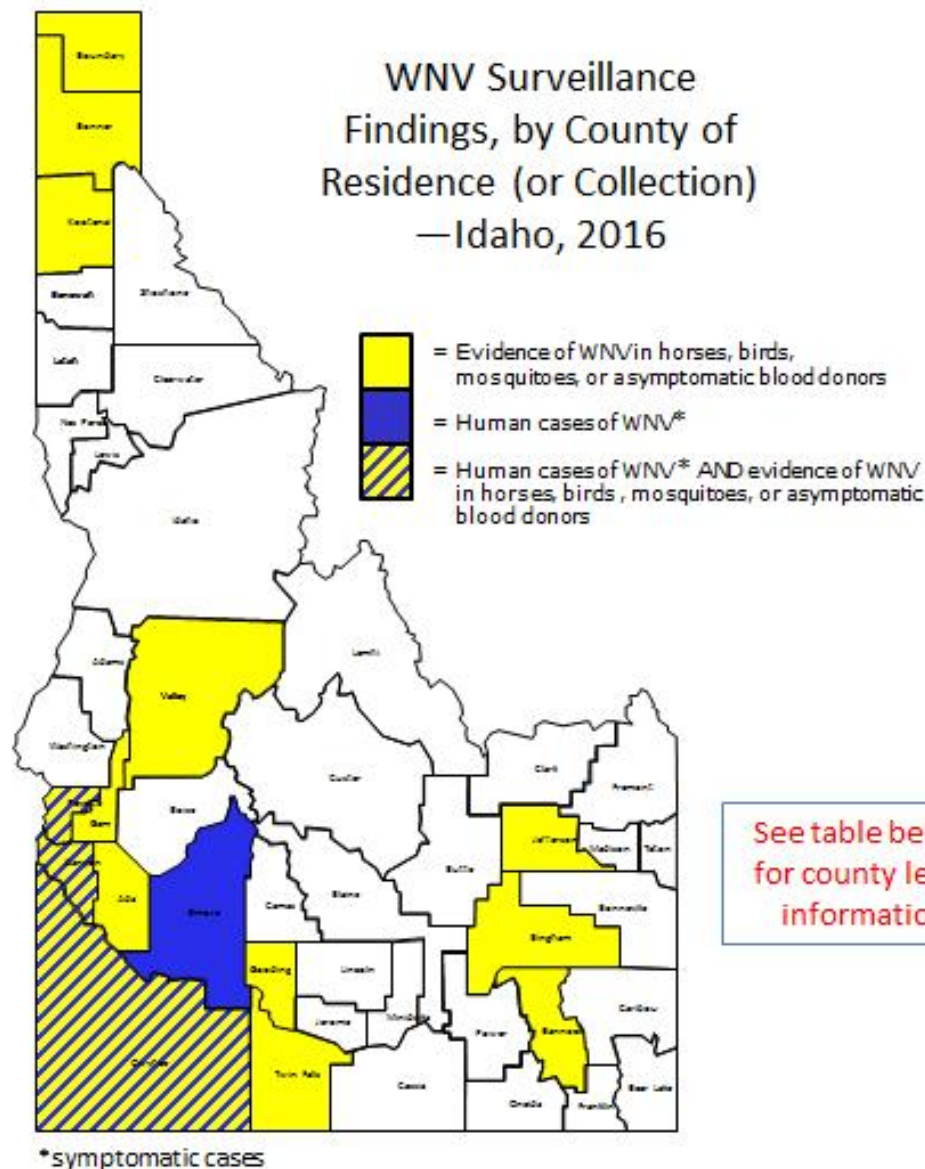 WNV Surveillance
Findings, by County of
Residence (or Collection)
—Idaho, 2016
= Evidence of WNV in horses, birds,
mosquitoes, or asymptomatic blood donors
= Human cases of WNV*
= Human cases of WNV* AND evidence of WNV
in horses, birds, mosquitoes, or asymptomatic
blood donors
Boundary
Bonner
Kootenai
Benewah
Shoshone
Latah
Clearwater
Nez Perce
Lewis
Idaho
Adams
Lemhi
Valley
Washington
Custer
Clark
Fremont
Payette
Gem
Boise
Butte
Jefferson
Madison
Teton
Canyon
Ada
Elmore
Camas
Blaine
Bonneville
Bingham
Gooding
Lincoln
Minidoka
Jerome
Power
Bannock
Caribou
Owyhee
Twin Falls
Cassia
Oneida
Franklin
Bear Lake
See table be
for county le
informatio
*symptomatic cases